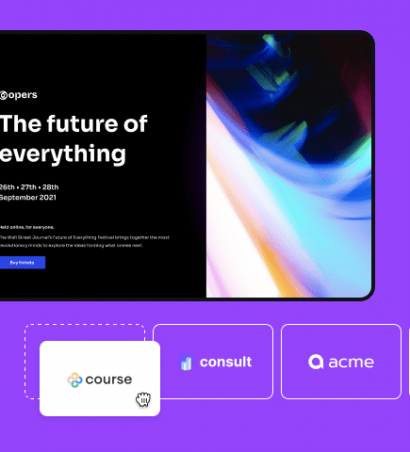 Coopers
The future of
everything
26th • 27th • 28th
September 2021
Held online, for everyone.
The Wall Street Journal's Future of Everything Festival brings together the most
revolutionary minds to explore the ideas forming what comes next.
Buy tickets
course
consult
acme